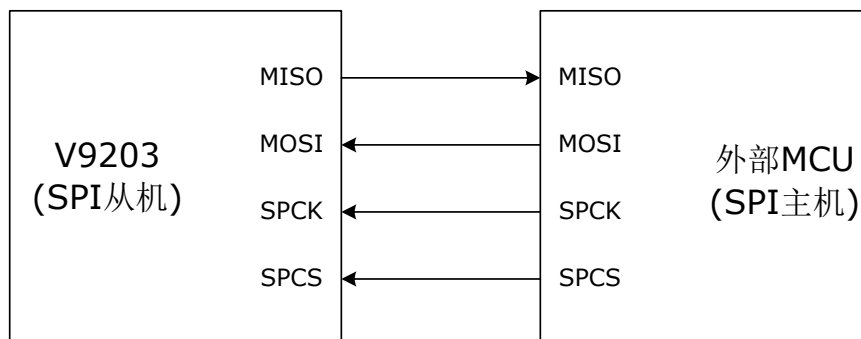 V9203
(SPI从机)
MISO
MOSI
SPCK
SPCS
MISO
MOSI
SPCK
SPCS
外部MCU
(SPI主机)